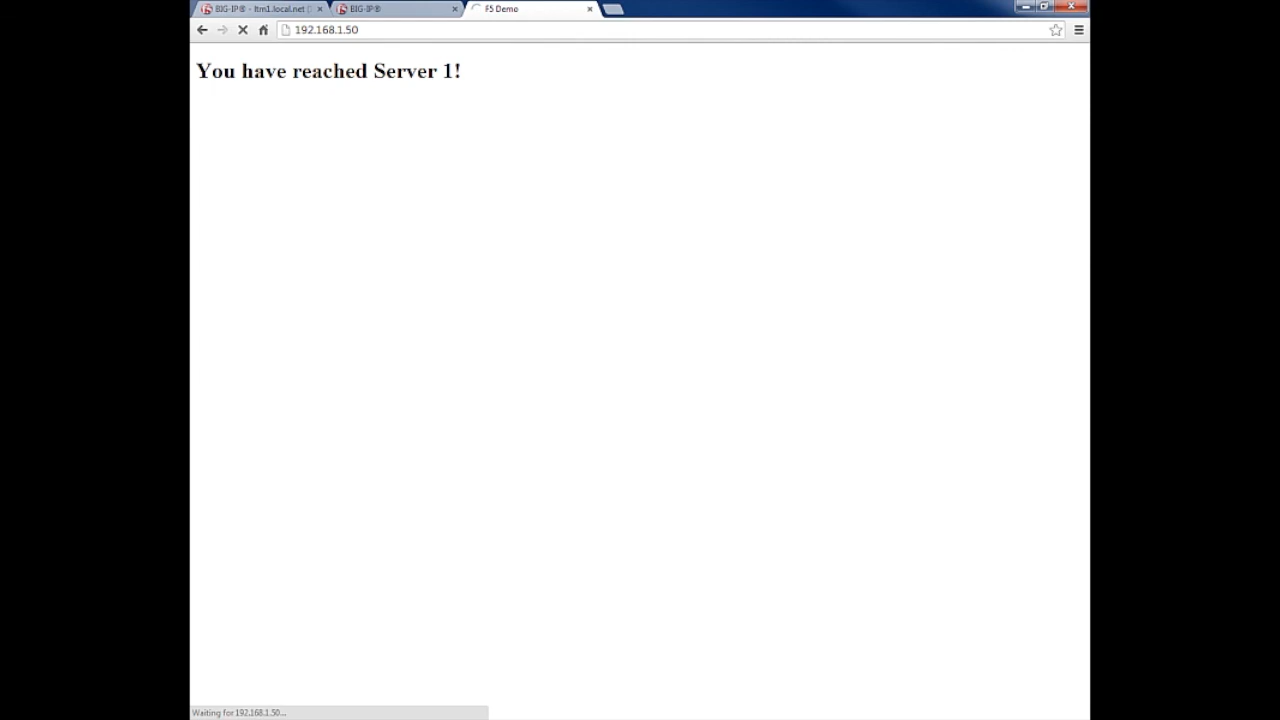 BIG-IP® - ltm1.local.net
BIG-IP®
F5 Demo
192.168.1.50
You have reached Server 1!
Waiting for 192.168.1.50...